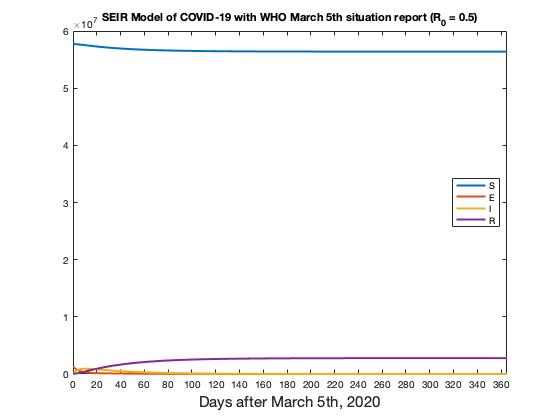 SEIR Model of COVID-19 with WHO March 5th situation report (R0 = 0.5)
×10^7
6
5
4
3
2
1
0
S
E
I
R
0 20 40 60 80 100 120 140 160 180 200 220 240 260 280 300 320 340 360
Days after March 5th, 2020